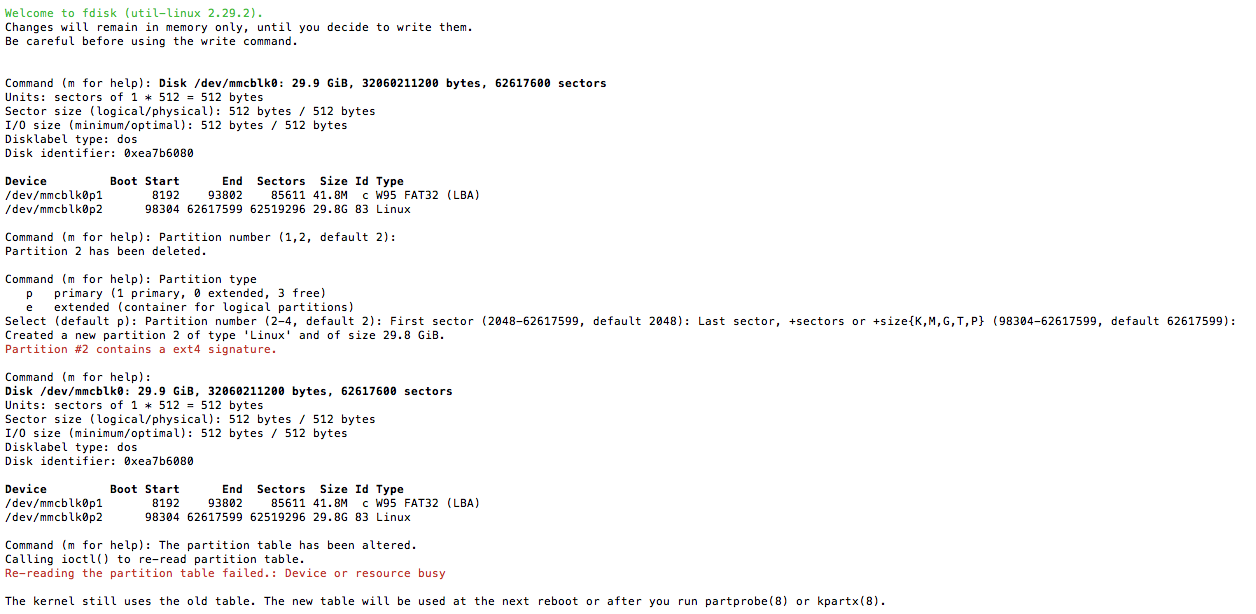 Welcome to fdisk (util-linux 2.29.2).
Changes will remain in memory only, until you decide to write them.
Be careful before using the write command.
Command (m for help): Disk /dev/mmcblk0: 29.9 GiB, 32060211200 bytes, 62617600 sectors
Units: sectors of 1 * 512 = 512 bytes
Sector size (logical/physical): 512 bytes / 512 bytes
I/O size (minimum/optimal): 512 bytes / 512 bytes
Disklabel type: dos
Disk identifier: 0xea7b6080
Device         Boot Start      End  Sectors  Size Id Type
/dev/mmcblk0p1       8192    93802    85611 41.8M  c W95 FAT32 (LBA)
/dev/mmcblk0p2      98304 62617599 62519296 29.8G 83 Linux
Command (m for help): Partition number (1,2, default 2):
Partition 2 has been deleted.
Command (m for help): Partition type
   p   primary (1 primary, 0 extended, 3 free)
   e   extended (container for logical partitions)
Select (default p): Partition number (2-4, default 2): First sector (2048-62617599, default 2048): Last sector, +sectors or +size{K,M,G,T,P} (98304-62617599, default 62617599):
Created a new partition 2 of type 'Linux' and of size 29.8 GiB.
Partition #2 contains a ext4 signature.
Command (m for help):
Disk /dev/mmcblk0: 29.9 GiB, 32060211200 bytes, 62617600 sectors
Units: sectors of 1 * 512 = 512 bytes
Sector size (logical/physical): 512 bytes / 512 bytes
I/O size (minimum/optimal): 512 bytes / 512 bytes
Disklabel type: dos
Disk identifier: 0xea7b6080
Device         Boot Start      End  Sectors  Size Id Type
/dev/mmcblk0p1       8192    93802    85611 41.8M  c W95 FAT32 (LBA)
/dev/mmcblk0p2      98304 62617599 62519296 29.8G 83 Linux
Command (m for help): The partition table has been altered.
Calling ioctl() to re-read partition table.
Re-reading the partition table failed.: Device or resource busy
The kernel still uses the old table. The new table will be used at the next reboot or after you run partprobe(8) or kpartx(8).